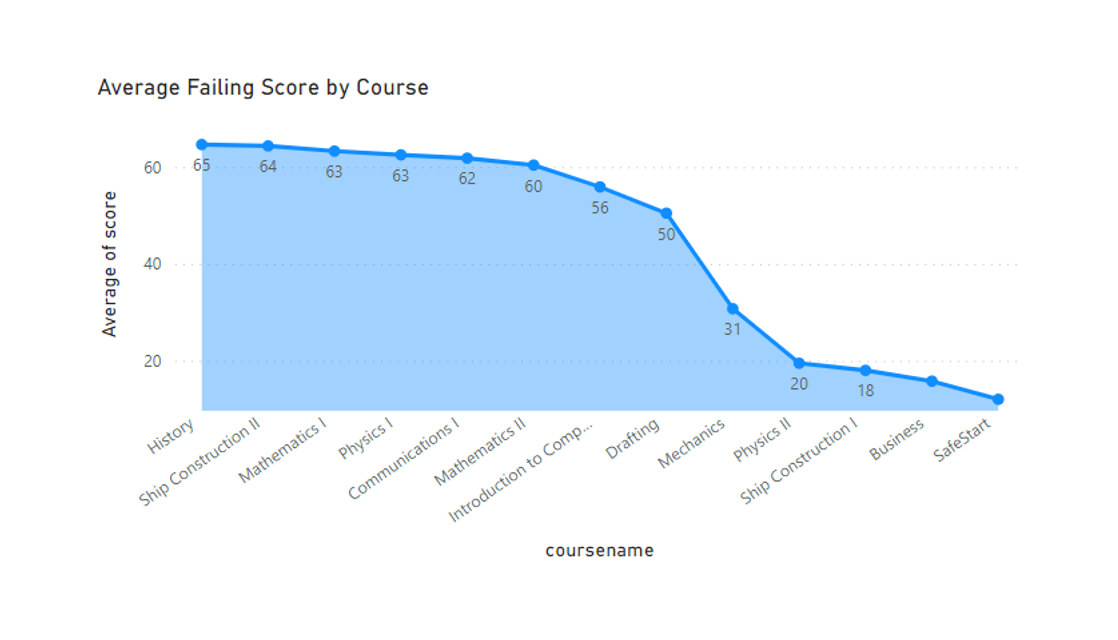 Average Failing Score by Course
Average of score
60
40
20
65
64
63
63
62
60
56
50
31
20
18
History
Ship Construction II
Mathematics I
Physics I
Communications I
Mathematics II
Introduction to Comp...
Drafting
Mechanics
Physics II
Ship Construction I
Business
SafeStart
coursename